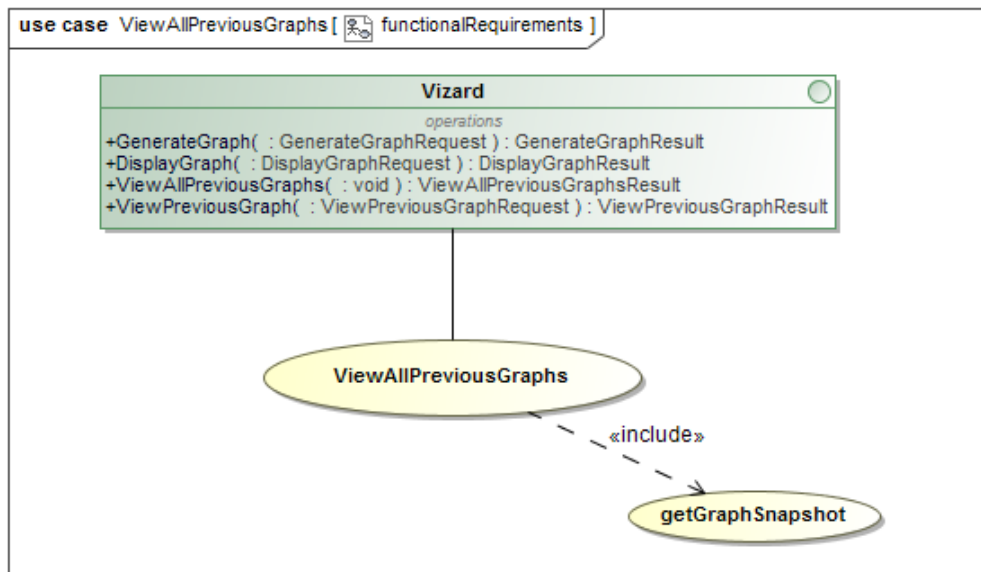 use case ViewAllPreviousGraphs [ functionalRequirements ]
Vizard
operations
+GenerateGraph( : GenerateGraphRequest ) : GenerateGraphResult
+DisplayGraph( : DisplayGraphRequest ) : DisplayGraphResult
+ViewAllPreviousGraphs( : void ) : ViewAllPreviousGraphsResult
+ViewPreviousGraph( : ViewPreviousGraphRequest ) : ViewPreviousGraphResult
ViewAllPreviousGraphs
«include»
getGraphSnapshot